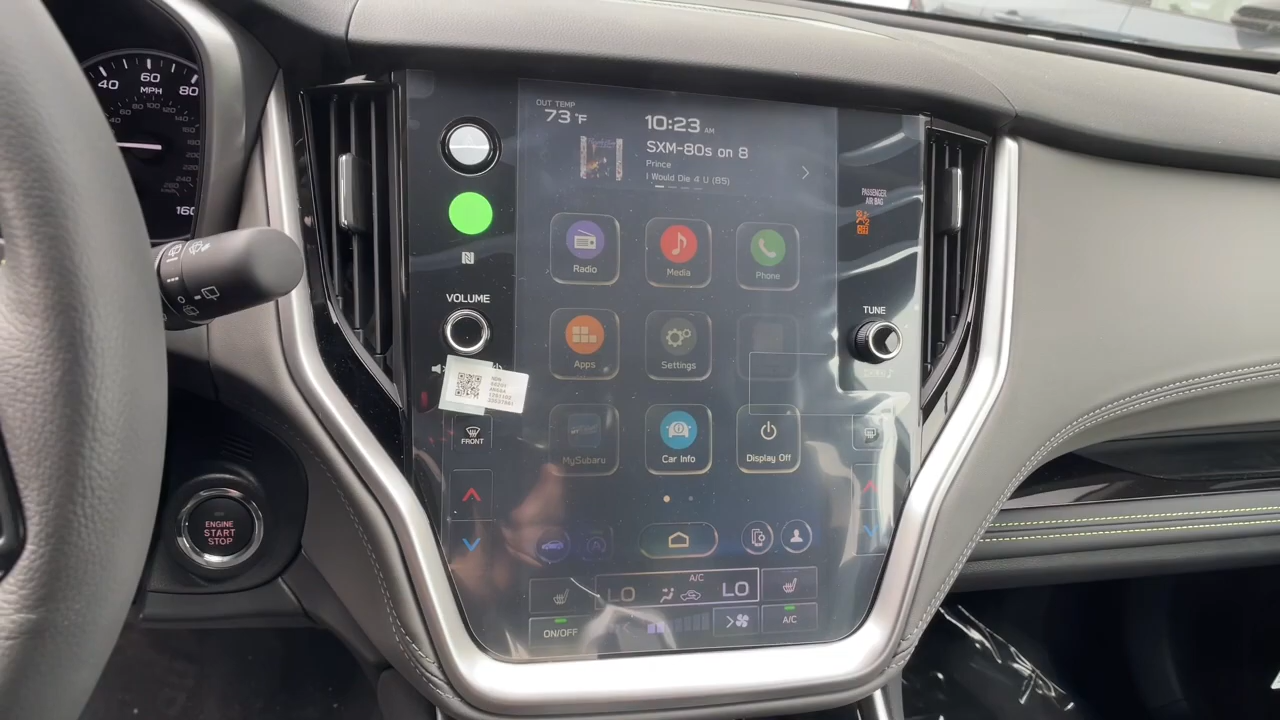 40 60 80
MPH
160
OUT TEMP
73 °F
10:23 AM
SXM-80s on 8
Prince
I Would Die 4 U (85)
PASSENGER
AIR BAG
Radio
Media
Phone
VOLUME
TUNE
Apps
Settings
FRONT
MySubaru
Car Info
Display Off
ENGINE
START
STOP
A/C
LO
LO
ON/OFF
A/C